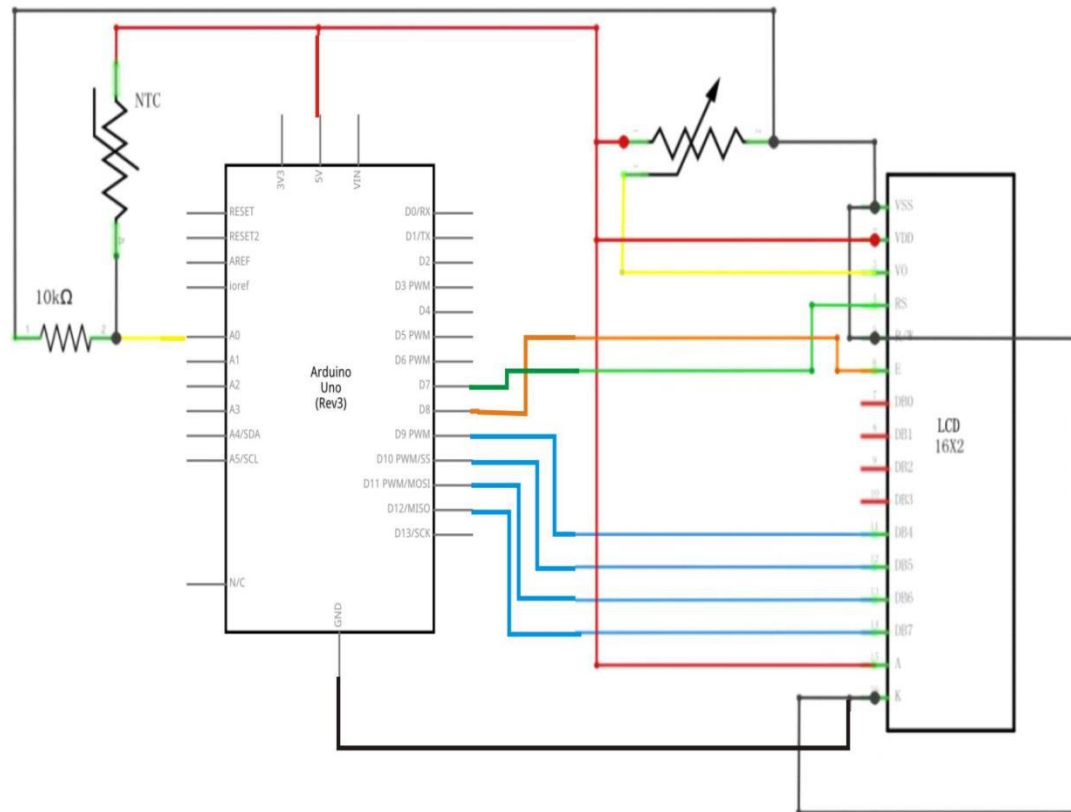 NTC
10kΩ
1
2
3V3
5V
VIN
RESET
RESET2
AREF
ioref
A0
A1
A2
A3
A4/SDA
A5/SCL
N/C
Arduino
Uno
(Rev3)
D0/RX
D1/TX
D2
D3 PWM
D4
D5 PWM
D6 PWM
D7
D8
D9 PWM
D10 PWM/SS
D11 PWM/MOSI
D12/MISO
D13/SCK
GND
VSS
VDD
VO
RS
R/W
E
DB0
DB1
DB2
DB3
DB4
DB5
DB6
DB7
A
K
LCD
16X2